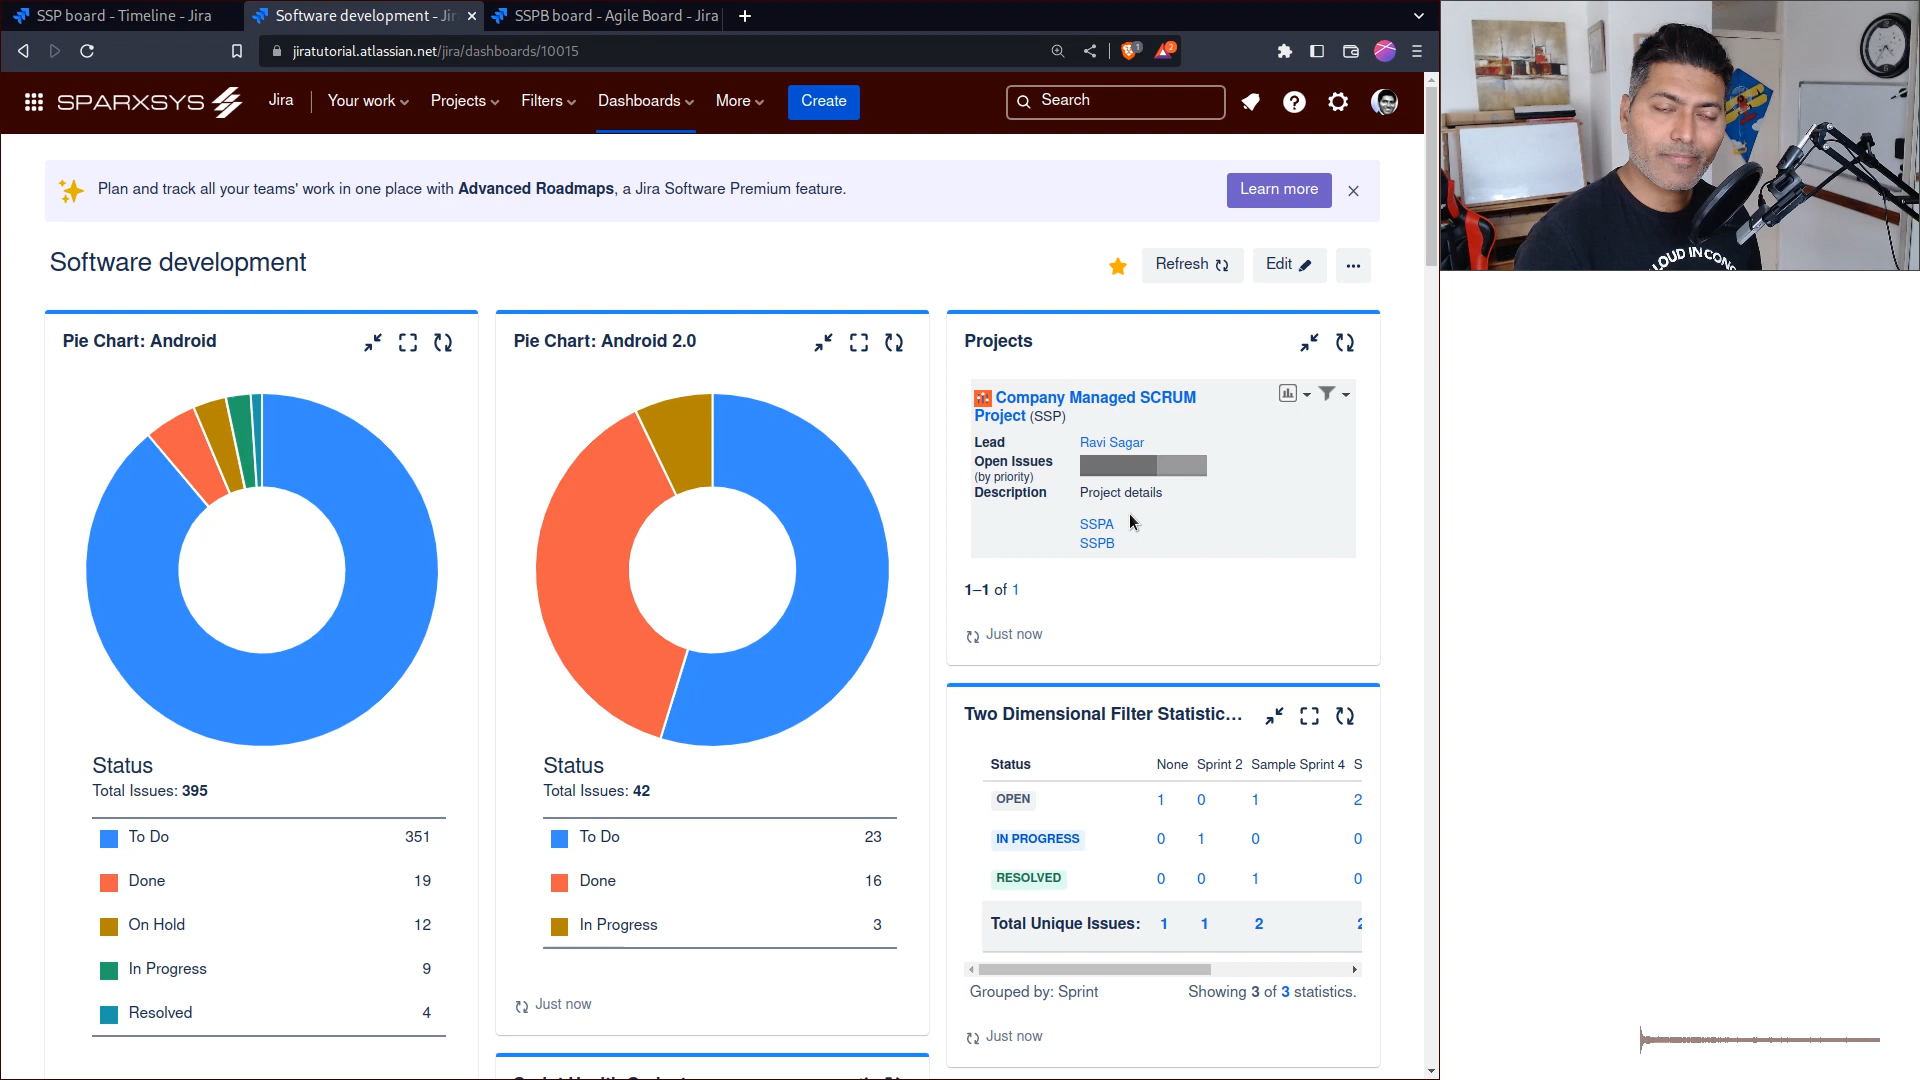 SSP board - Timeline - Jira
Software development - Jir
SSPB board - Agile Board - Jira
jiratutorial.atlassian.net/jira/dashboards/10015
1
2
SPARXSYS
Jira
Your work
Projects
Filters
Dashboards
More
Create
Search
Plan and track all your teams' work in one place with Advanced Roadmaps, a Jira Software Premium feature.
Learn more
Software development
Refresh
Edit
Pie Chart: Android
Status
Total Issues: 395
To Do 351
Done 19
On Hold 12
In Progress 9
Resolved 4
Pie Chart: Android 2.0
Status
Total Issues: 42
To Do 23
Done 16
In Progress 3
Just now
Projects
Company Managed SCRUM
Project (SSP)
Lead Ravi Sagar
Open Issues
(by priority)
Description Project details
SSPA
SSPB
1–1 of 1
Just now
Two Dimensional Filter Statistic...
Status None Sprint 2 Sample Sprint 4 S
OPEN 1 0 1 2
IN PROGRESS 0 1 0 0
RESOLVED 0 0 1 0
Total Unique Issues: 1 1 2 2
Grouped by: Sprint
Showing 3 of 3 statistics.
Just now
LOUD IN CONS